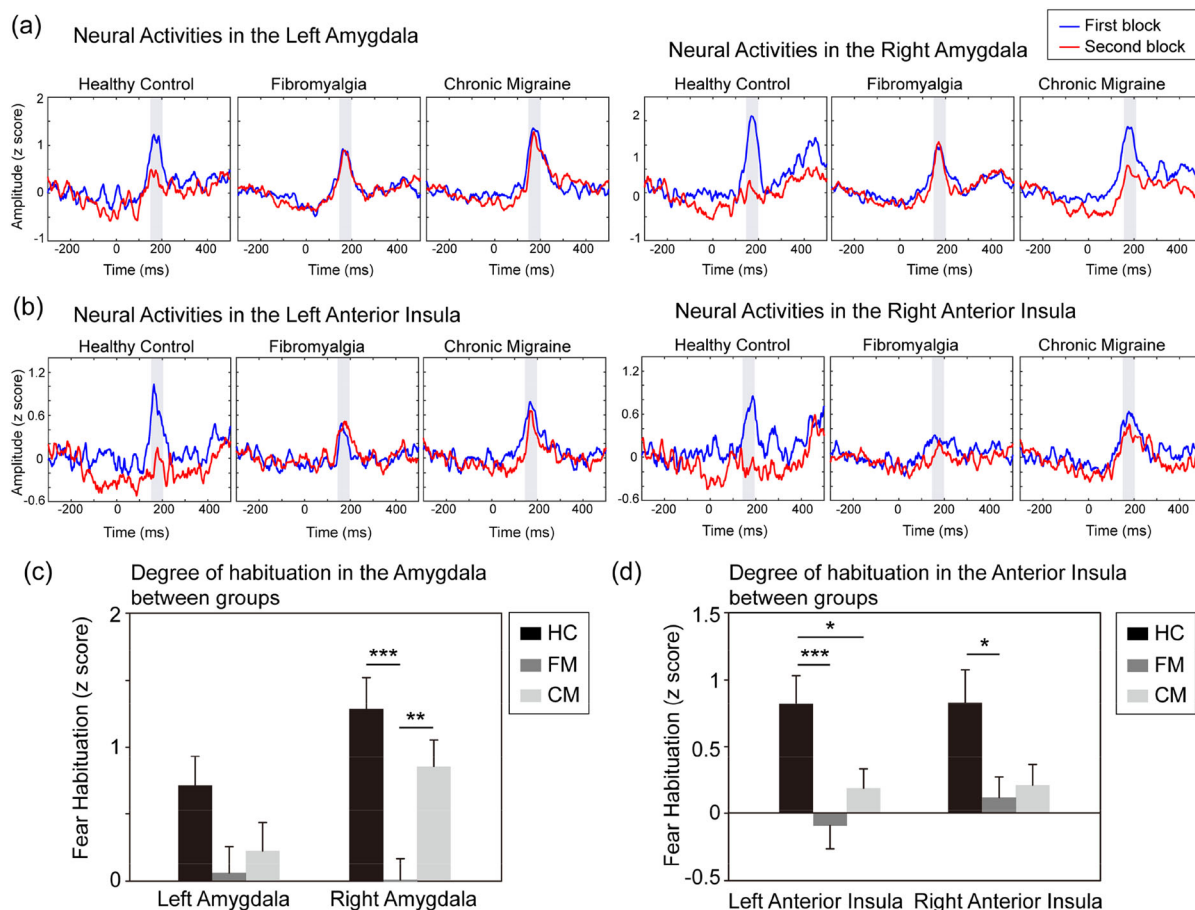 (a)
Neural Activities in the Left Amygdala
Neural Activities in the Right Amygdala
First block
Second block
Healthy Control
Fibromyalgia
Chronic Migraine
Healthy Control
Fibromyalgia
Chronic Migraine
Amplitude (z score)
2
1
0
-1
2
1
0
-1
-200 0 200 400
-200 0 200 400
-200 0 200 400
-200 0 200 400
-200 0 200 400
-200 0 200 400
Time (ms)
Time (ms)
Time (ms)
Time (ms)
Time (ms)
Time (ms)
(b)
Neural Activities in the Left Anterior Insula
Neural Activities in the Right Anterior Insula
Healthy Control
Fibromyalgia
Chronic Migraine
Healthy Control
Fibromyalgia
Chronic Migraine
Amplitude (z score)
1.2
0.6
0
-0.6
1.2
0.6
0
-0.6
-200 0 200 400
-200 0 200 400
-200 0 200 400
-200 0 200 400
-200 0 200 400
-200 0 200 400
Time (ms)
Time (ms)
Time (ms)
Time (ms)
Time (ms)
Time (ms)
(c)
Degree of habituation in the Amygdala
between groups
Fear Habituation (z score)
2
1
0
***
**
HC
FM
CM
Left Amygdala
Right Amygdala
(d)
Degree of habituation in the Anterior Insula
between groups
Fear Habituation (z score)
1.5
1
0.5
0
-0.5
*
***
*
HC
FM
CM
Left Anterior Insula
Right Anterior Insula